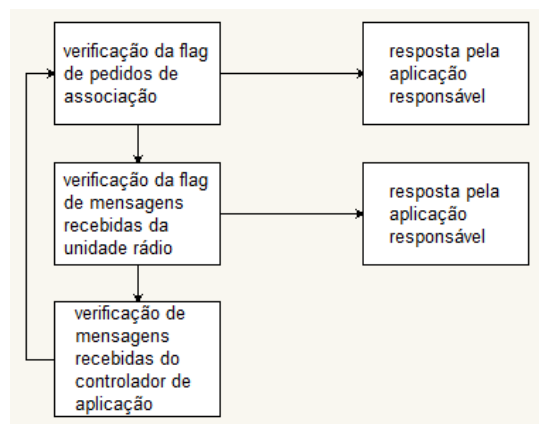 verificação da flag
de pedidos de
associação
resposta pela
aplicação
responsável
verificação da flag
de mensagens
recebidas da
unidade rádio
resposta pela
aplicação
responsável
verificação de
mensagens
recebidas do
controlador de
aplicação